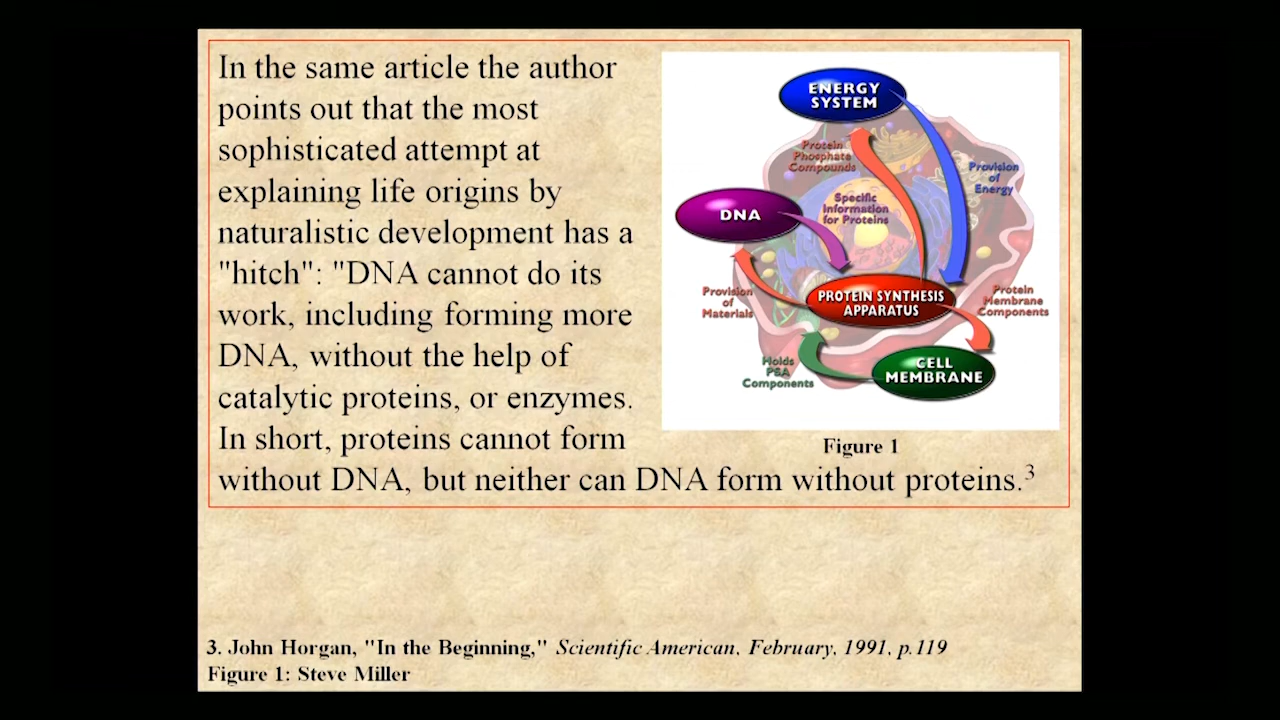 In the same article the author
points out that the most
sophisticated attempt at
explaining life origins by
naturalistic development has a
"hitch": "DNA cannot do its
work, including forming more
DNA, without the help of
catalytic proteins, or enzymes.
In short, proteins cannot form
without DNA, but neither can DNA form without proteins.3
ENERGY
SYSTEM
Protein
Phosphate
Compounds
Provision
of
Energy
Specific
Information
for Proteins
DNA
Provision
of
Materials
PROTEIN SYNTHESIS
APPARATUS
Protein
Membrane
Components
Holds
PSA
Components
CELL
MEMBRANE
Figure 1
3. John Horgan, "In the Beginning," Scientific American, February, 1991, p.119
Figure 1: Steve Miller